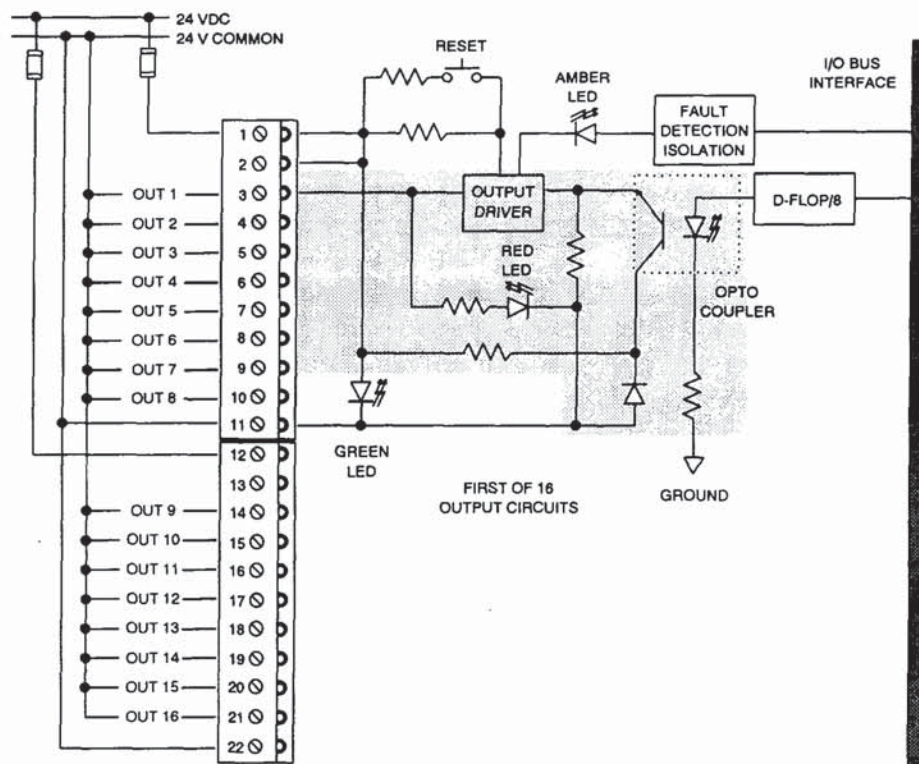 24 VDC
24 V COMMON
RESET
AMBER
LED
I/O BUS
INTERFACE
FAULT
DETECTION
ISOLATION
1
2
OUT 1
3
OUTPUT
DRIVER
D-FLOP/8
OUT 2
4
OUT 3
5
RED
LED
OUT 4
6
OPTO
COUPLER
OUT 5
7
OUT 6
8
OUT 7
9
OUT 8
10
11
GREEN
LED
12
13
FIRST OF 16
OUTPUT CIRCUITS
GROUND
OUT 9
14
OUT 10
15
OUT 11
16
OUT 12
17
OUT 13
18
OUT 14
19
OUT 15
20
OUT 16
21
22